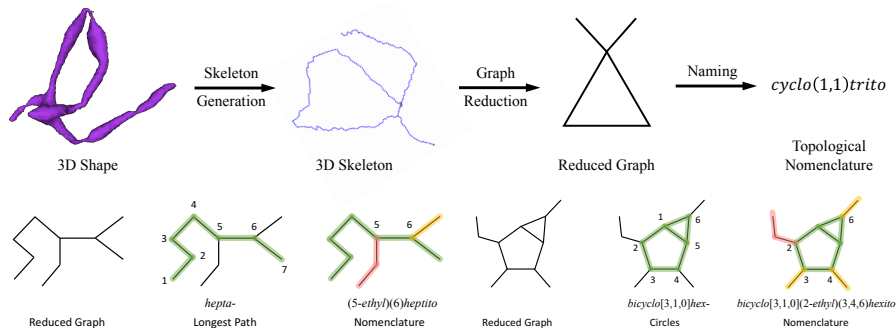 Skeleton
Generation
Graph
Reduction
Naming
cyclo(1,1)trito
3D Shape
3D Skeleton
Reduced Graph
Topological
Nomenclature
4
3
2
1
5
6
7
5
6
1
6
2
5
3
4
6
2
3
4
hepta-
(5-ethyl)(6)heptito
bicyclo[3,1,0]hex-
bicyclo[3,1,0](2-ethyl)(3,4,6)hexito
Reduced Graph
Longest Path
Nomenclature
Reduced Graph
Circles
Nomenclature